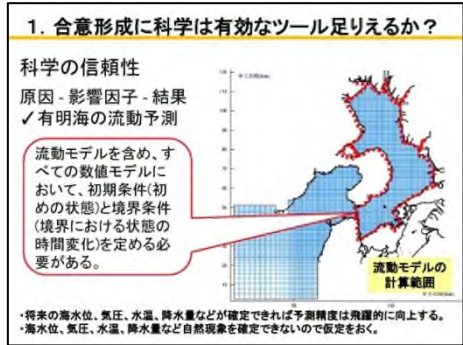 1. 合意形成に科学は有効なツール足りえるか？
科学の信頼性
原因 - 影響因子 - 結果
✓有明海の流動予測
流動モデルを含め、す
べての数値モデルに
おいて、初期条件(初
めの状態)と境界条件
(境界における状態の
時間変化)を定める必
要がある。
流動モデルの
計算範囲
・将来の海水位、気圧、水温、降水量などが確定できれば予測精度は飛躍的に向上する。
・海水位、気圧、水温、降水量など自然現象を確定できないので仮定をおく。